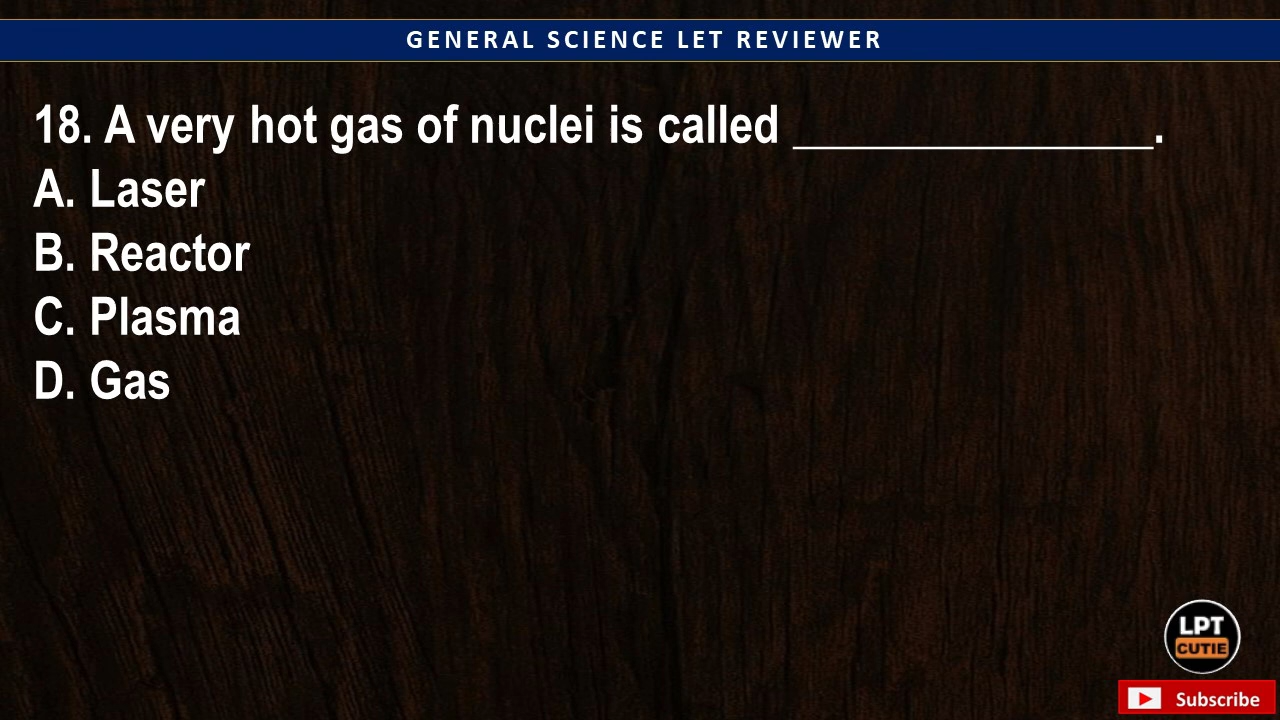 GENERAL SCIENCE LET REVIEWER
18. A very hot gas of nuclei is called _________________.
A. Laser
B. Reactor
C. Plasma
D. Gas
LPT
CUTIE
Subscribe